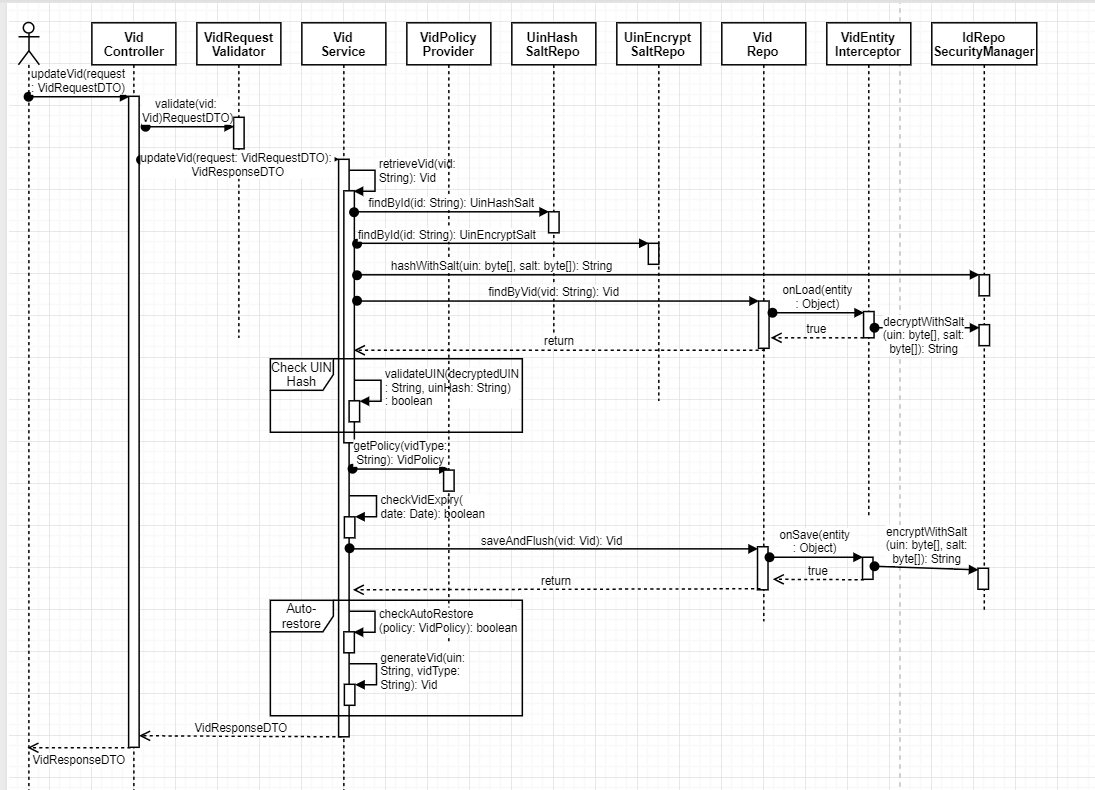 Vid
Controller
VidRequest
Validator
Vid
Service
VidPolicy
Provider
UinHash
SaltRepo
UinEncrypt
SaltRepo
Vid
Repo
VidEntity
Interceptor
IdRepo
SecurityManager
updateVid(request
: VidRequestDTO)
validate(vid:
Vid)RequestDTO)
updateVid(request: VidRequestDTO):
VidResponseDTO
retrieveVid(vid:
String): Vid
findById(id: String): UinHashSalt
findById(id: String): UinEncryptSalt
hashWithSalt(uin: byte[], salt: byte[]): String
findByVid(vid: String): Vid
onLoad(entity
: Object)
true
decryptWithSalt
(uin: byte[], salt:
byte[]): String
return
Check UIN
Hash
validateUIN(decryptedUIN
: String, uinHash: String)
: boolean
getPolicy(vidType:
String): VidPolicy
checkVidExpiry(
date: Date): boolean
saveAndFlush(vid: Vid): Vid
onSave(entity
: Object)
true
encryptWithSalt
(uin: byte[], salt:
byte[]): String
return
Auto-
restore
checkAutoRestore
(policy: VidPolicy): boolean
generateVid(uin:
String, vidType:
String): Vid
VidResponseDTO
VidResponseDTO